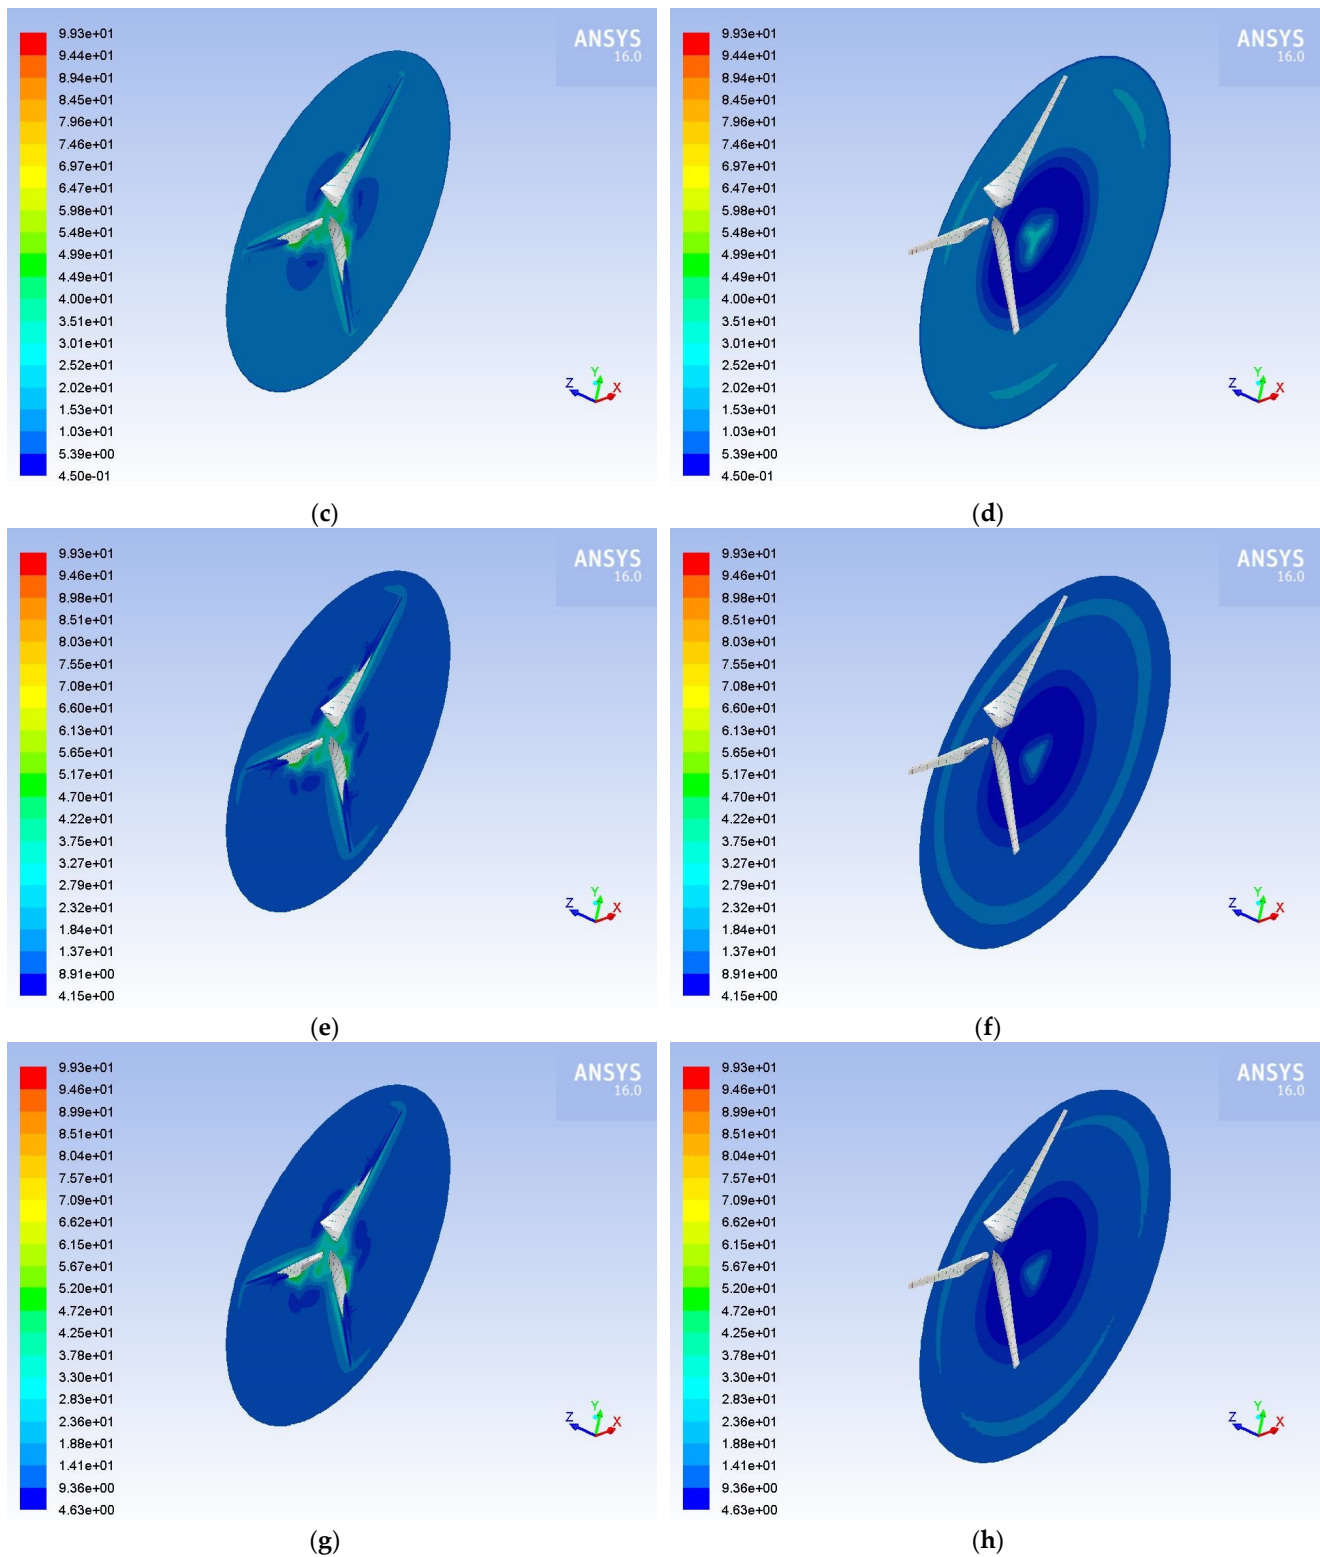 9.93e+01
9.44e+01
8.94e+01
8.45e+01
7.96e+01
7.46e+01
6.97e+01
6.47e+01
5.98e+01
5.48e+01
4.99e+01
4.49e+01
4.00e+01
3.51e+01
3.01e+01
2.52e+01
2.02e+01
1.53e+01
1.03e+01
5.39e+00
4.50e-01
ANSYS
16.0
Y
Z
X
(c)
9.93e+01
9.44e+01
8.94e+01
8.45e+01
7.96e+01
7.46e+01
6.97e+01
6.47e+01
5.98e+01
5.48e+01
4.99e+01
4.49e+01
4.00e+01
3.51e+01
3.01e+01
2.52e+01
2.02e+01
1.53e+01
1.03e+01
5.39e+00
4.50e-01
ANSYS
16.0
Y
Z
X
(d)
9.93e+01
9.46e+01
8.98e+01
8.51e+01
8.03e+01
7.55e+01
7.08e+01
6.60e+01
6.13e+01
5.65e+01
5.17e+01
4.70e+01
4.22e+01
3.75e+01
3.27e+01
2.79e+01
2.32e+01
1.84e+01
1.37e+01
8.91e+00
4.15e+00
ANSYS
16.0
Y
Z
X
(e)
9.93e+01
9.46e+01
8.98e+01
8.51e+01
8.03e+01
7.55e+01
7.08e+01
6.60e+01
6.13e+01
5.65e+01
5.17e+01
4.70e+01
4.22e+01
3.75e+01
3.27e+01
2.79e+01
2.32e+01
1.84e+01
1.37e+01
8.91e+00
4.15e+00
ANSYS
16.0
Y
Z
X
(f)
9.93e+01
9.46e+01
8.99e+01
8.51e+01
8.04e+01
7.57e+01
7.09e+01
6.62e+01
6.15e+01
5.67e+01
5.20e+01
4.72e+01
4.25e+01
3.78e+01
3.30e+01
2.83e+01
2.36e+01
1.88e+01
1.41e+01
9.36e+00
4.63e+00
ANSYS
16.0
Y
Z
X
(g)
9.93e+01
9.46e+01
8.99e+01
8.51e+01
8.04e+01
7.57e+01
7.09e+01
6.62e+01
6.15e+01
5.67e+01
5.20e+01
4.72e+01
4.25e+01
3.78e+01
3.30e+01
2.83e+01
2.36e+01
1.88e+01
1.41e+01
9.36e+00
4.63e+00
ANSYS
16.0
Y
Z
X
(h)